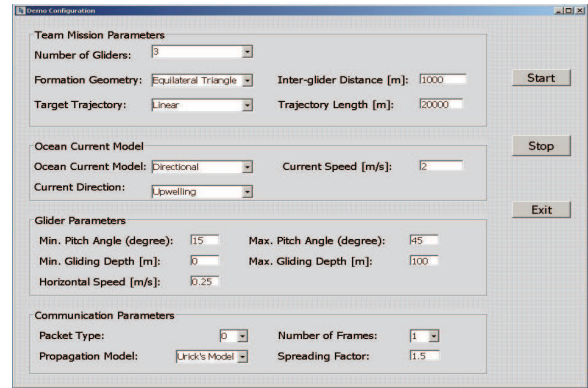 Demo Configuration
Team Mission Parameters
Number of Gliders: 3
Formation Geometry: Equilateral Triangle Inter-glider Distance [m]: 1000
Target Trajectory: Linear Trajectory Length [m]: 20000
Start
Ocean Current Model
Ocean Current Model: Directional Current Speed [m/s]: 2
Current Direction: Upwelling
Stop
Exit
Glider Parameters
Min. Pitch Angle (degree): 15 Max. Pitch Angle (degree): 45
Min. Gliding Depth [m]: 0 Max. Gliding Depth [m]: 100
Horizontal Speed [m/s]: 0.25
Communication Parameters
Packet Type: 0 Number of Frames: 1
Propagation Model: Urick's Model Spreading Factor: 1.5